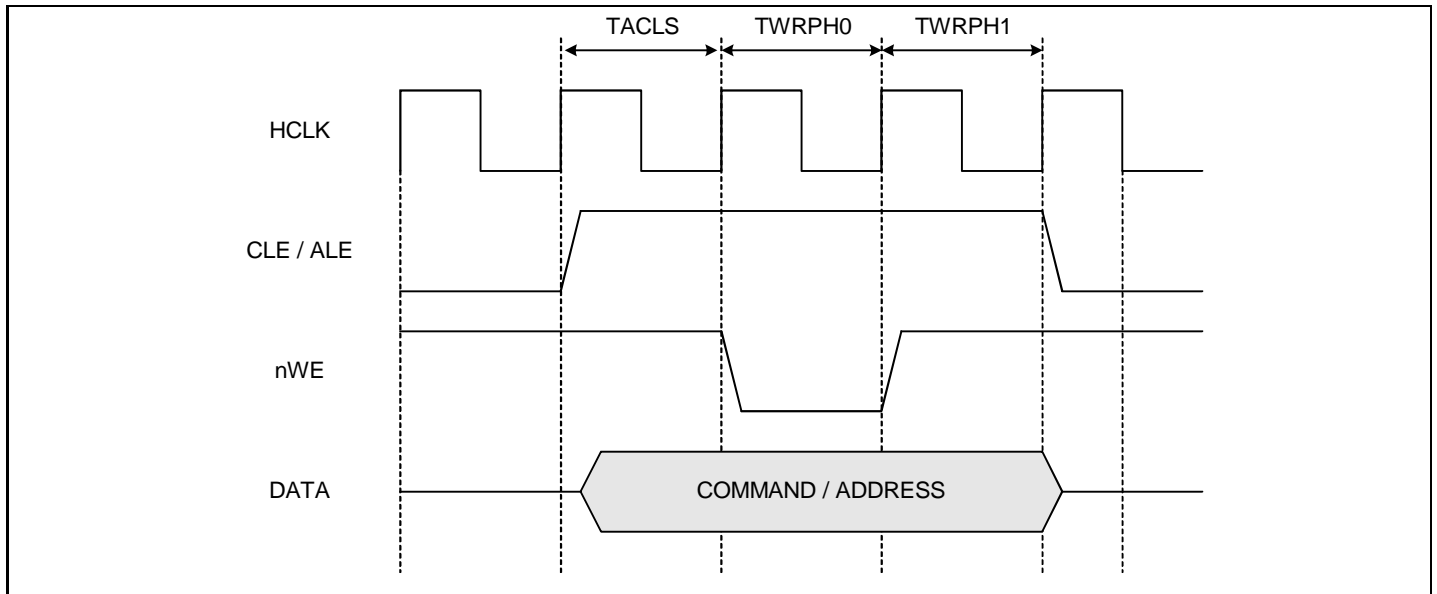 TACLS TWRPH0 TWRPH1
HCLK
CLE / ALE
nWE
DATA COMMAND / ADDRESS